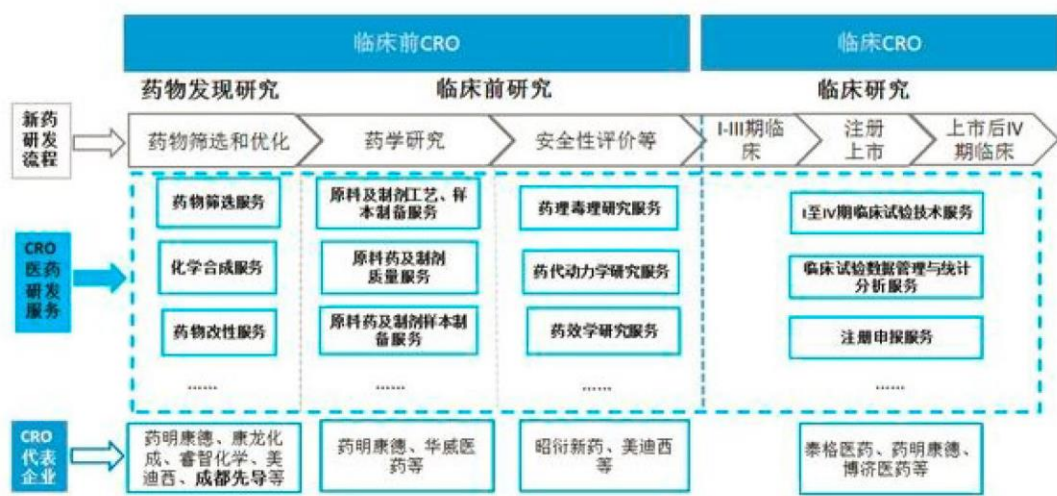 临床前CRO
临床CRO
药物发现研究
临床前研究
临床研究
新药
研发
流程
药物筛选和优化
药学研究
安全性评价等
I-III期临
床
注册
上市
上市后IV
期临床
CRO
医药
研发
服务
药物筛选服务
化学合成服务
药物改性服务
……
原料及制剂工艺、样
本制备服务
原料药及制剂
质量服务
原料药及制剂样本制
备服务
……
药理毒理研究服务
药代动力学研究服务
药效学研究服务
……
I至IV期临床试验技术服务
临床试验数据管理与统计
分析服务
注册申报服务
……
CRO
代表
企业
药明康德、康龙化
成、睿智化学、美
迪西、成都先导等
药明康德、华威医
药等
昭衍新药、美迪西
等
泰格医药、药明康德、
博济医药等